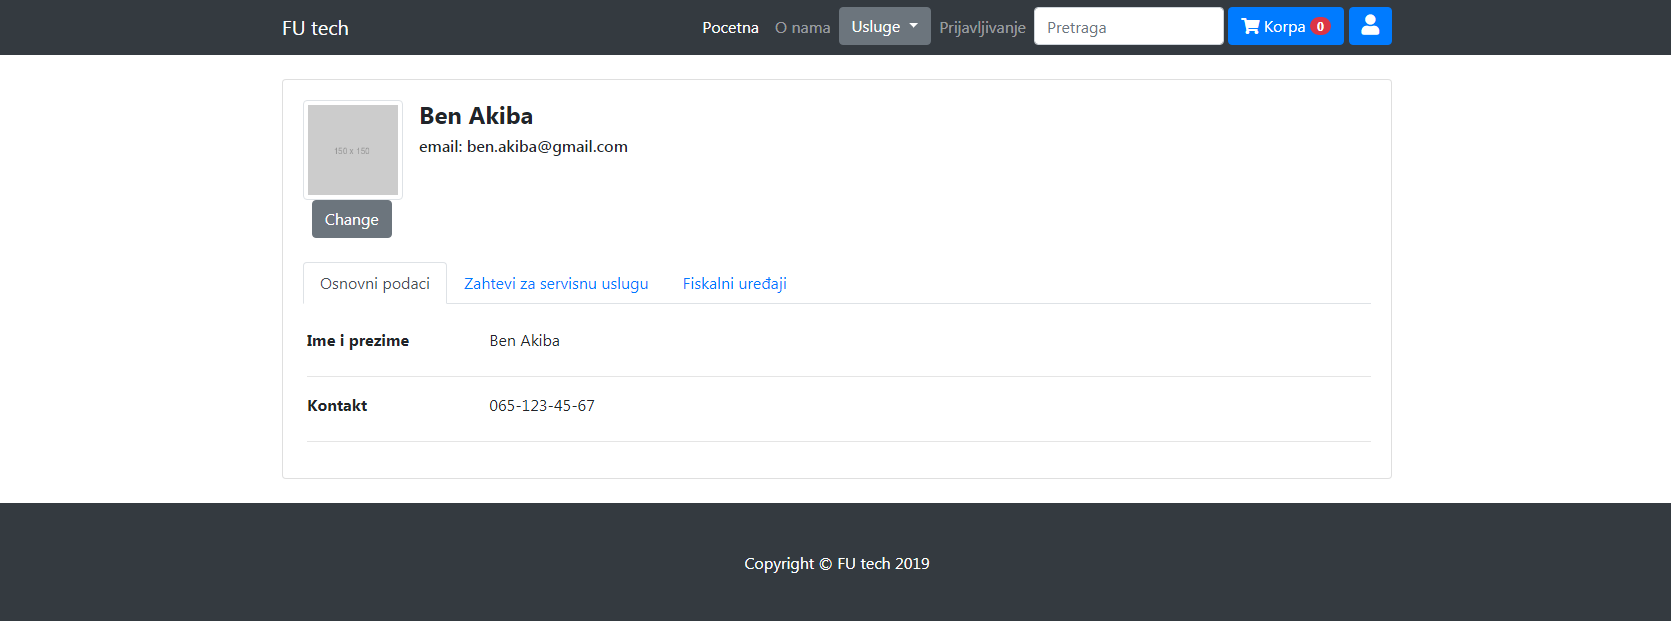 FU tech Pocetna O nama Usluge Prijavljivanje Pretraga Korpa 0
150 x 150
Ben Akiba
email: ben.akiba@gmail.com
Change
Osnovni podaci Zahtevi za servisnu uslugu Fiskalni uređaji
Ime i prezime Ben Akiba
Kontakt 065-123-45-67
Copyright © FU tech 2019